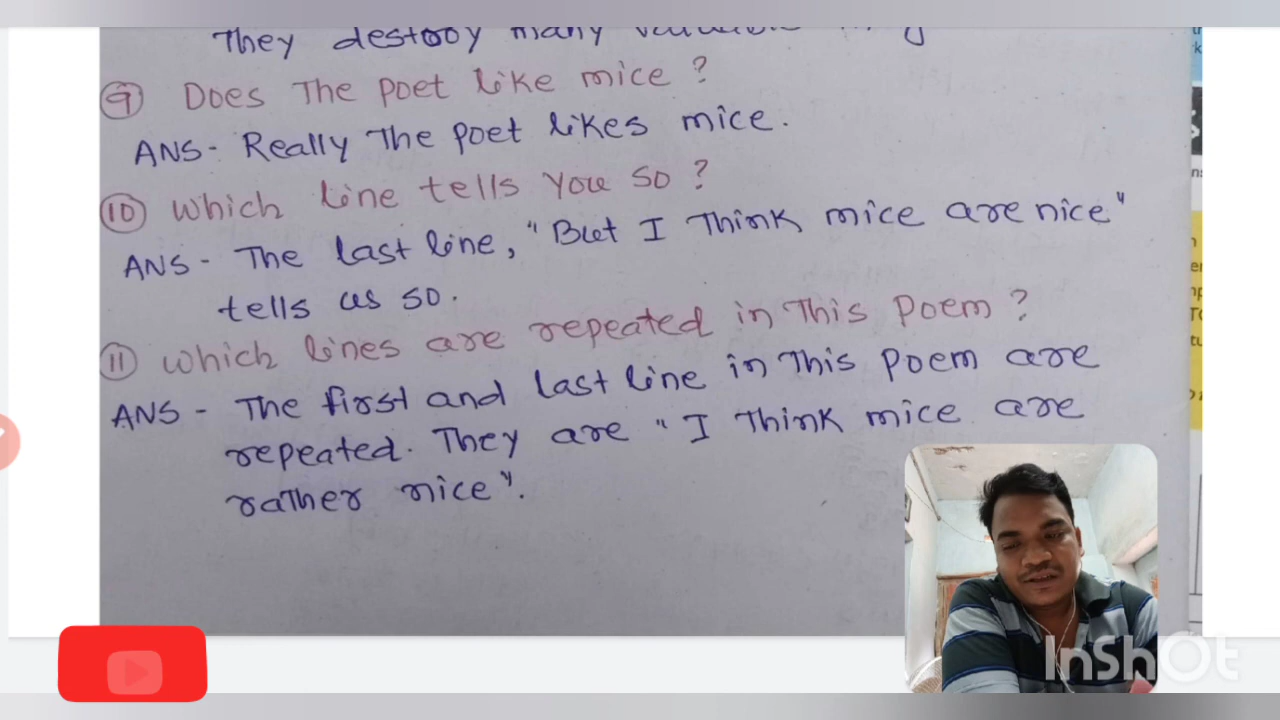 They destroy many
⑨ Does The poet like mice ?
ANS - Really The poet likes mice.
⑩ Which line tells you so ?
ANS - The last line, "But I Think mice are nice"
tells us so.
⑪ Which lines are repeated in This poem ?
ANS - The first and last line in This poem are
repeated. They are "I Think mice are
rather nice".
InShOt